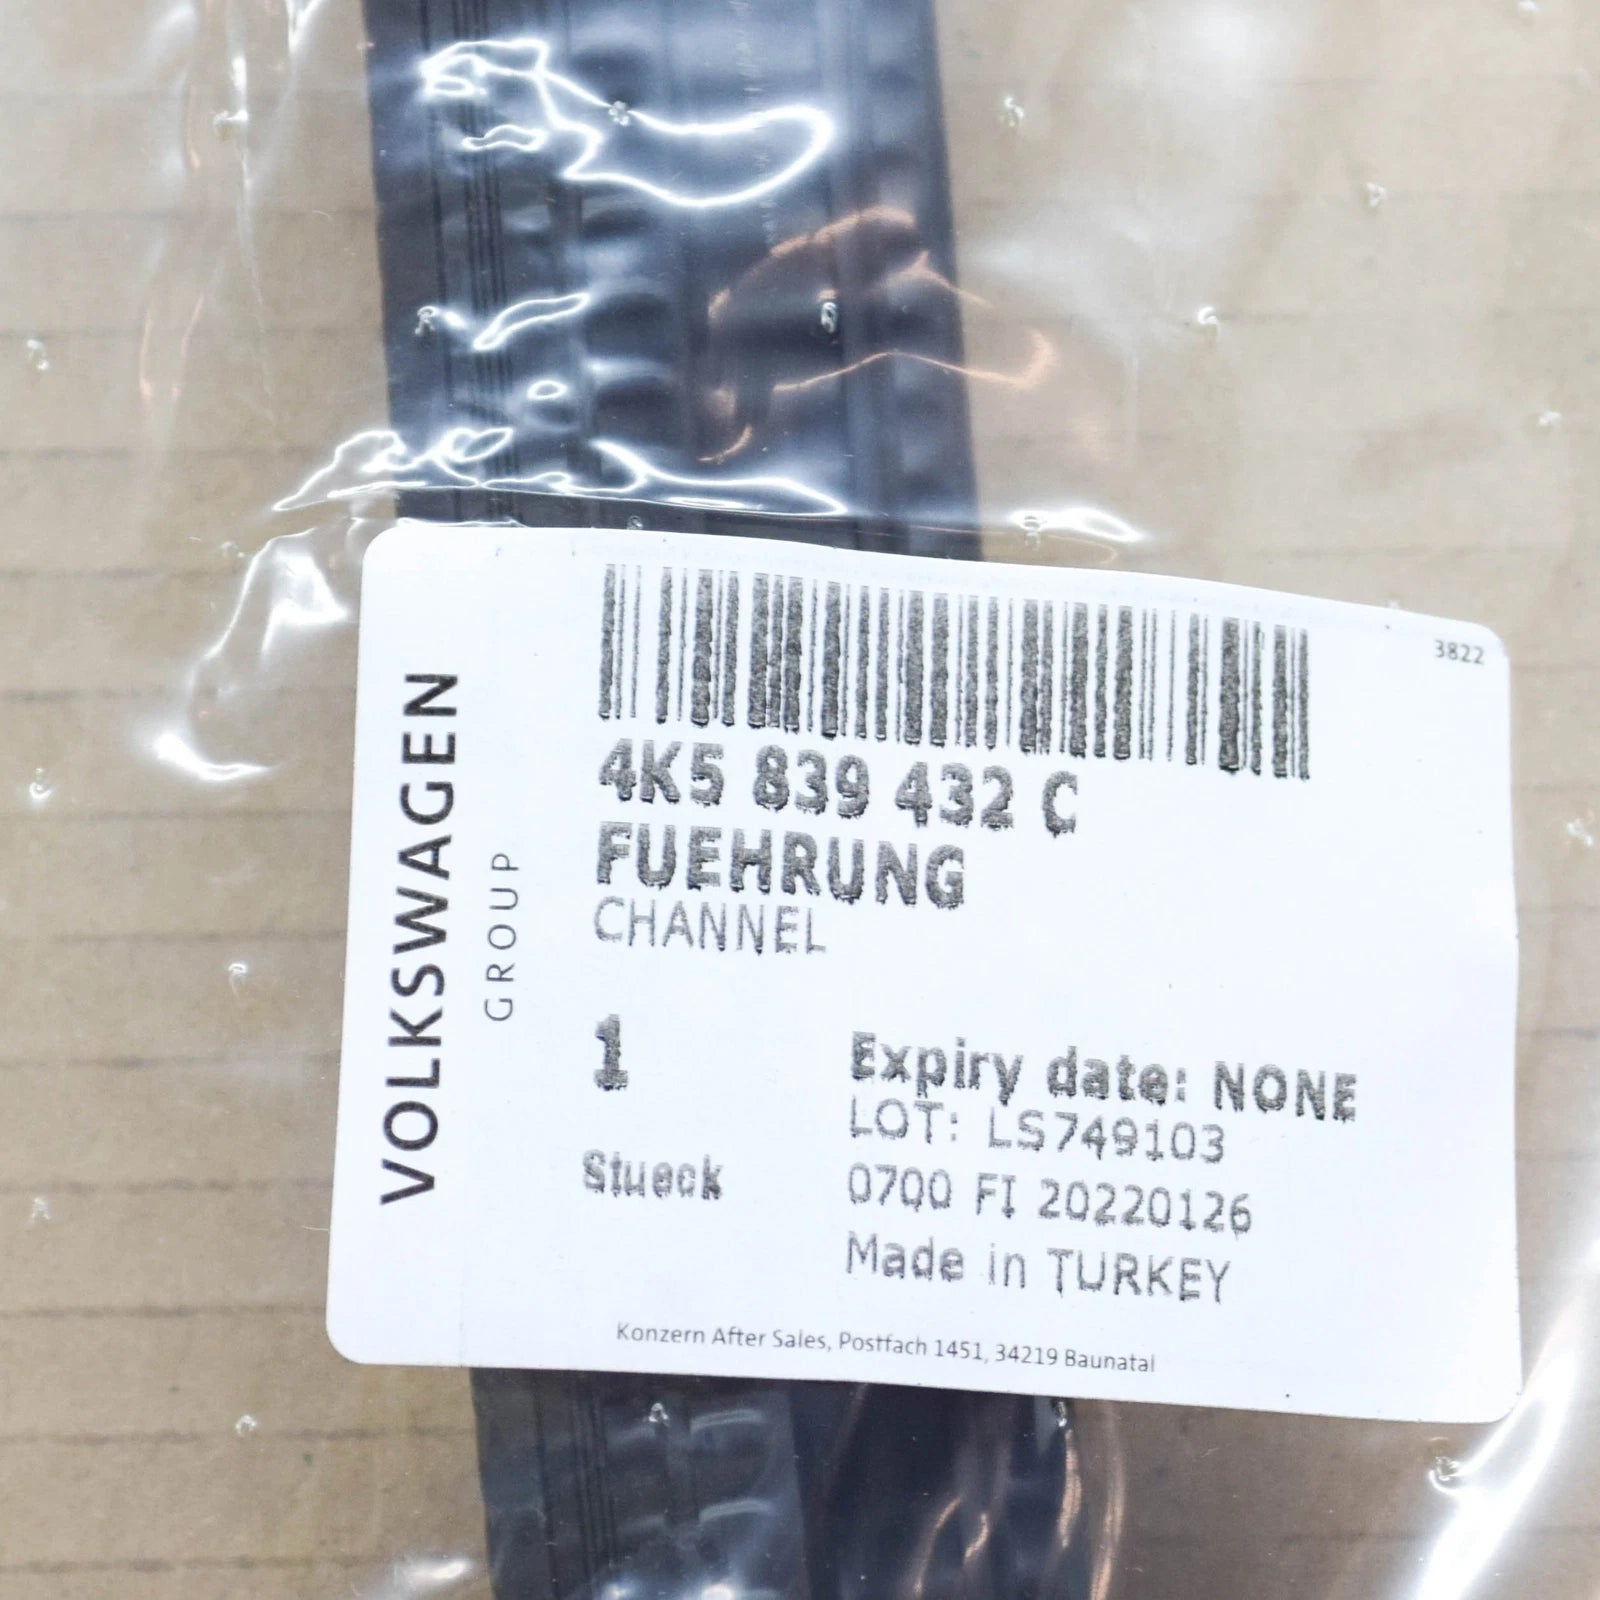 3822
4K5 839 432 C
FUEHRUNG
CHANNEL
VOLKSWAGEN
GROUP
1
Stueck
Expiry date: NONE
LOT: LS749103
0700 FI 20220126
Made in TURKEY
Konzern After Sales, Postfach 1451, 34219 Baunatal